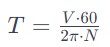 T = \frac{V \cdot 60}{2\pi \cdot N}